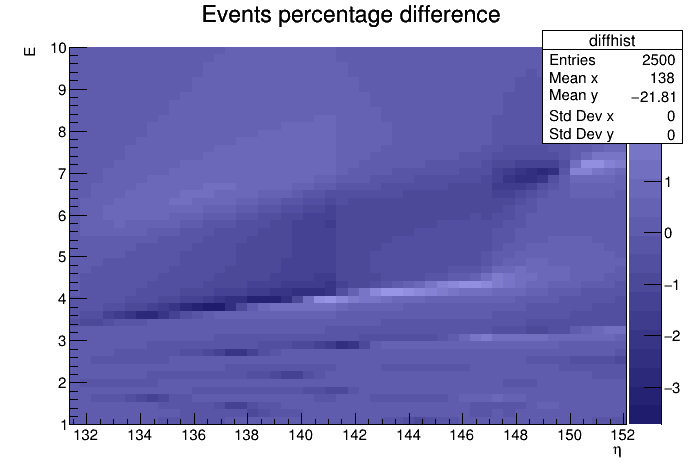 Events percentage difference
diffhist
Entries 2500
Mean x 138
Mean y −21.81
Std Dev x 0
Std Dev y 0
E
10
9
8
7
6
5
4
3
2
1
1
0
−1
−2
−3
132 134 136 138 140 142 144 146 148 150 152
η